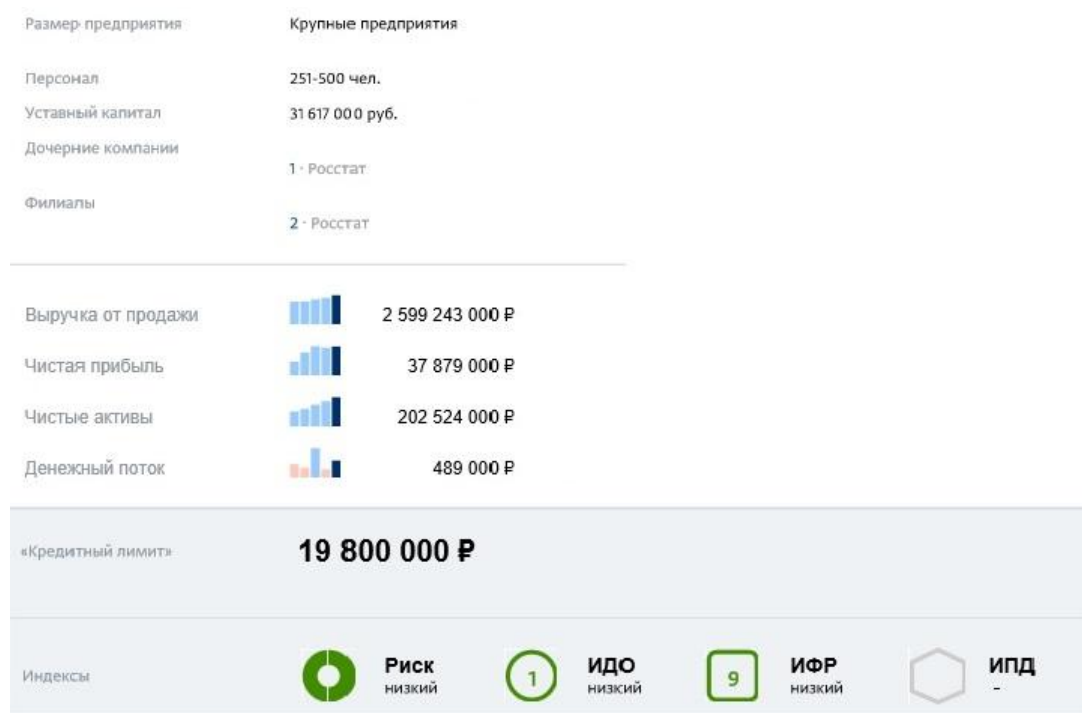 Размер предприятия Крупные предприятия
Персонал 251-500 чел.
Уставный капитал 31 617 000 руб.
Дочерние компании
1 · Росстат
Филиалы
2 · Росстат
Выручка от продажи 2 599 243 000 ₽
Чистая прибыль 37 879 000 ₽
Чистые активы 202 524 000 ₽
Денежный поток 489 000 ₽
«Кредитный лимит» 19 800 000 ₽
Индексы Риск низкий 1 ИДО низкий 9 ИФР низкий ИПД -